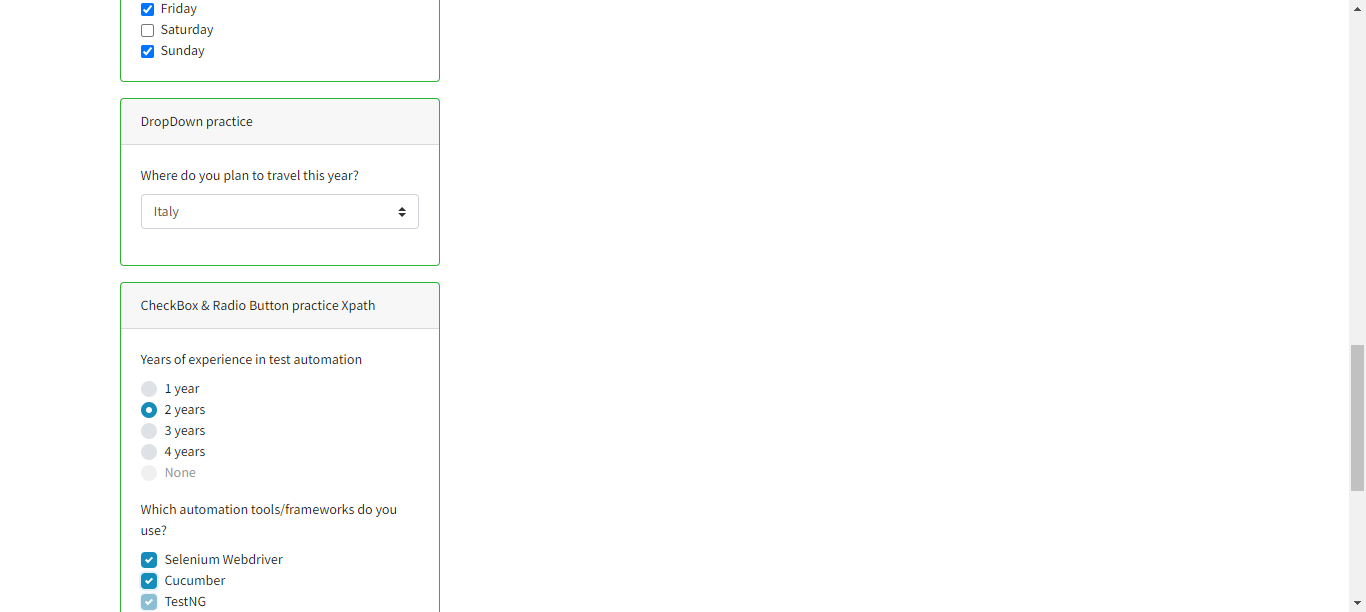 Friday
Saturday
Sunday
DropDown practice
Where do you plan to travel this year?
Italy
CheckBox & Radio Button practice Xpath
Years of experience in test automation
1 year
2 years
3 years
4 years
None
Which automation tools/frameworks do you
use?
Selenium Webdriver
Cucumber
TestNG